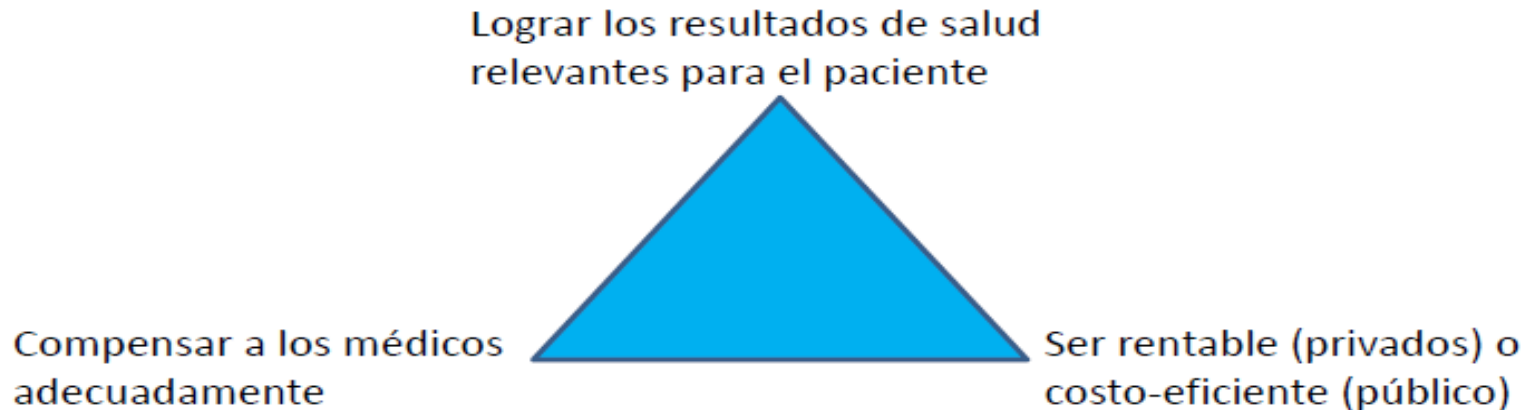 Lograr los resultados de salud
relevantes para el paciente
Compensar a los médicos
adecuadamente
Ser rentable (privados) o
costo-eficiente (público)